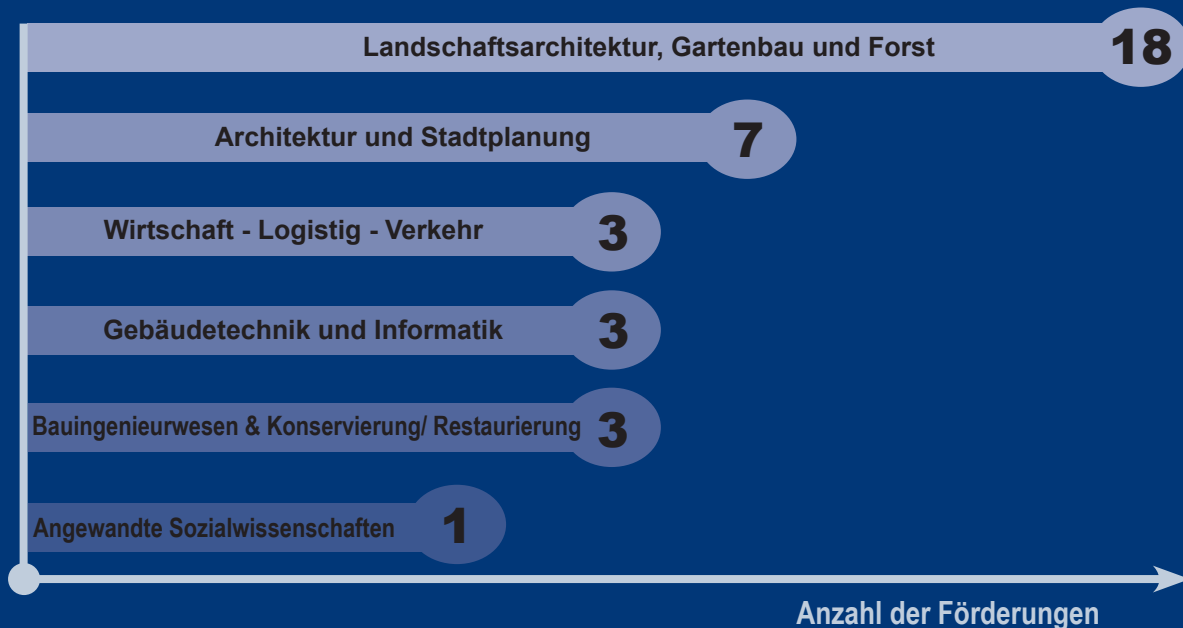 Landschaftsarchitektur, Gartenbau und Forst 18
Architektur und Stadtplanung 7
Wirtschaft - Logistig - Verkehr 3
Gebäudetechnik und Informatik 3
Bauingenieurwesen & Konservierung/ Restaurierung 3
Angewandte Sozialwissenschaften 1
Anzahl der Förderungen